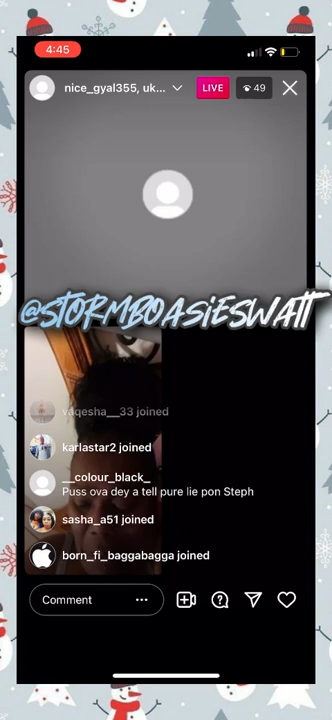 4:45
nice_gyal355, uk...
LIVE
49
@STORMBOASIESWATT
vaqesha__33 joined
karlastar2 joined
__colour_black_
Puss ova dey a tell pure lie pon Steph
sasha_a51 joined
born_fi_baggabagga joined
Comment